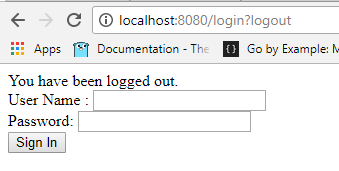 localhost:8080/login?logout
Apps Documentation - The {} Go by Example: M
You have been logged out.
User Name :
Password:
Sign In